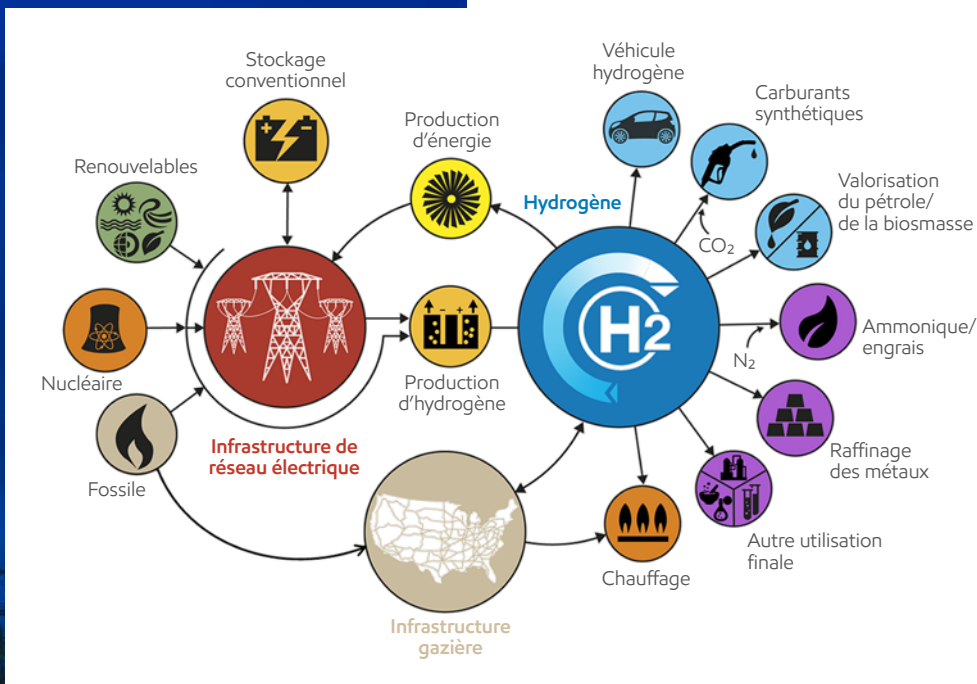 Stockage
conventionnel
Véhicule
hydrogène
Carburants
synthétiques
Production
d'énergie
Renouvelables
Hydrogène
Valorisation
du pétrole/
de la biosmasse
CO₂
H2
Ammonique/
engrais
N₂
Nucléaire
Production
d'hydrogène
Infrastructure de
réseau électrique
Raffinage
des métaux
Fossile
Autre utilisation
finale
Chauffage
Infrastructure
gazière